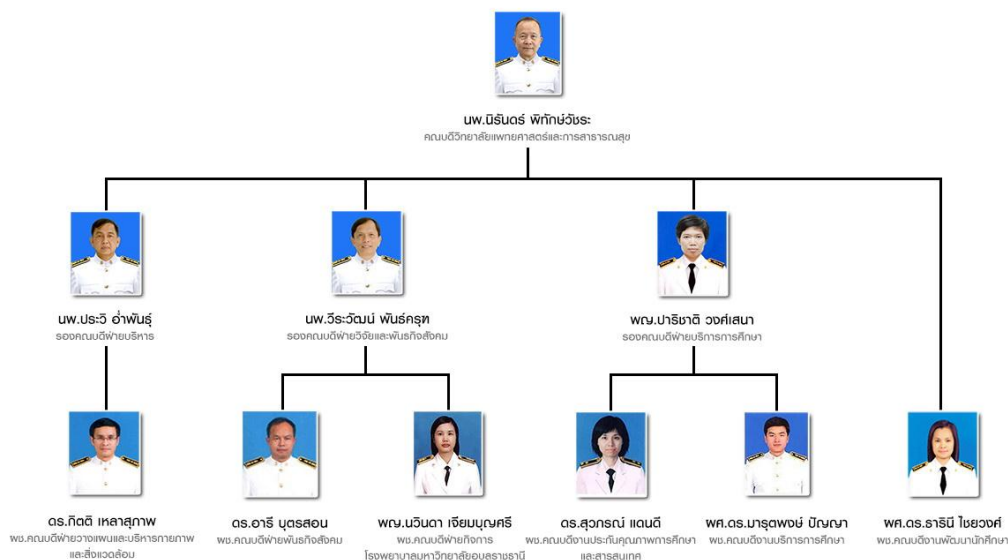 นพ.นิรันดร์ พิทักษ์วัชระ
คณบดีวิทยาลัยแพทยศาสตร์และการสาธารณสุข
นพ.ประวิ อ่ำพันธุ์
รองคณบดีฝ่ายบริหาร
นพ.วีระวัฒน์ พันธ์ครุฑ
รองคณบดีฝ่ายวิจัยและพันธกิจสังคม
พญ.ปาริชาติ วงศ์เสนา
รองคณบดีฝ่ายบริการการศึกษา
ดร.กิตติ เหลาสุภาพ
ผช.คณบดีฝ่ายวางแผนและบริหารกายภาพ
และสิ่งแวดล้อม
ดร.อารี บุตรสอน
ผช.คณบดีฝ่ายพันธกิจสังคม
พญ.นวินดา เจียมบุญศรี
ผช.คณบดีฝ่ายกิจการ
โรงพยาบาลมหาวิทยาลัยอุบลราชธานี
ดร.สุวภรณ์ แดนดี
ผช.คณบดีงานประกันคุณภาพการศึกษา
และสารสนเทศ
ผศ.ดร.มารุตพงษ์ ปัญญา
ผช.คณบดีงานบริการการศึกษา
ผศ.ดร.ธารินี ไชยวงศ์
ผช.คณบดีงานพัฒนานักศึกษา